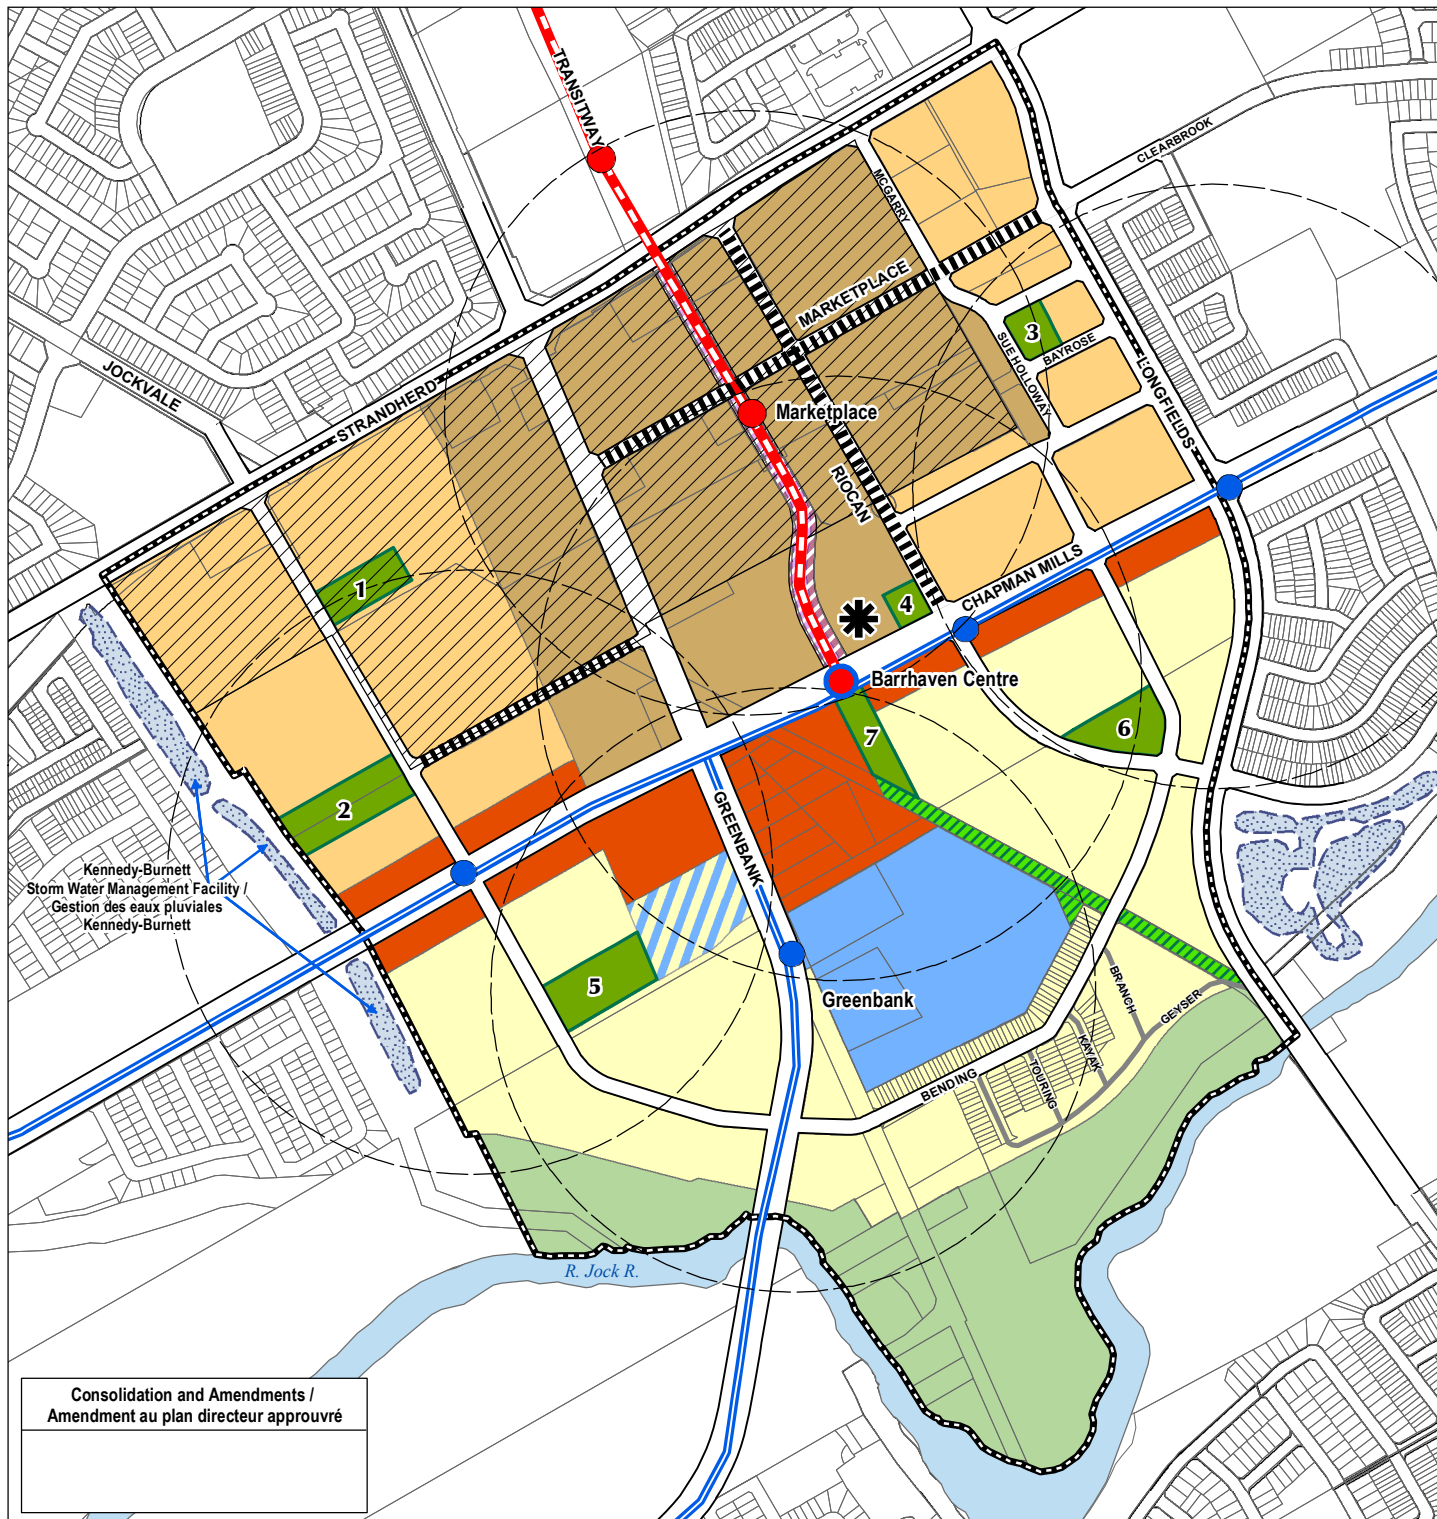 TRANSITWAY
CLEARBROOK
MCGARRY
MARKETPLACE
JOCKVALE
STRANDHERD
3
SUE HOLLOWAY
BAYROSE
LONGFIELDS
Marketplace
RIOCAN
1
4
CHAPMAN MILLS
Barrhaven Centre
7
6
2
GREENBANK
Kennedy-Burnett
Storm Water Management Facility /
Gestion des eaux pluviales
Kennedy-Burnett
5
Greenbank
BRANCH
GEYSER
KAYAK
TOURING
BENDING
R. Jock R.
Consolidation and Amendments /
Amendment au plan directeur approuvré